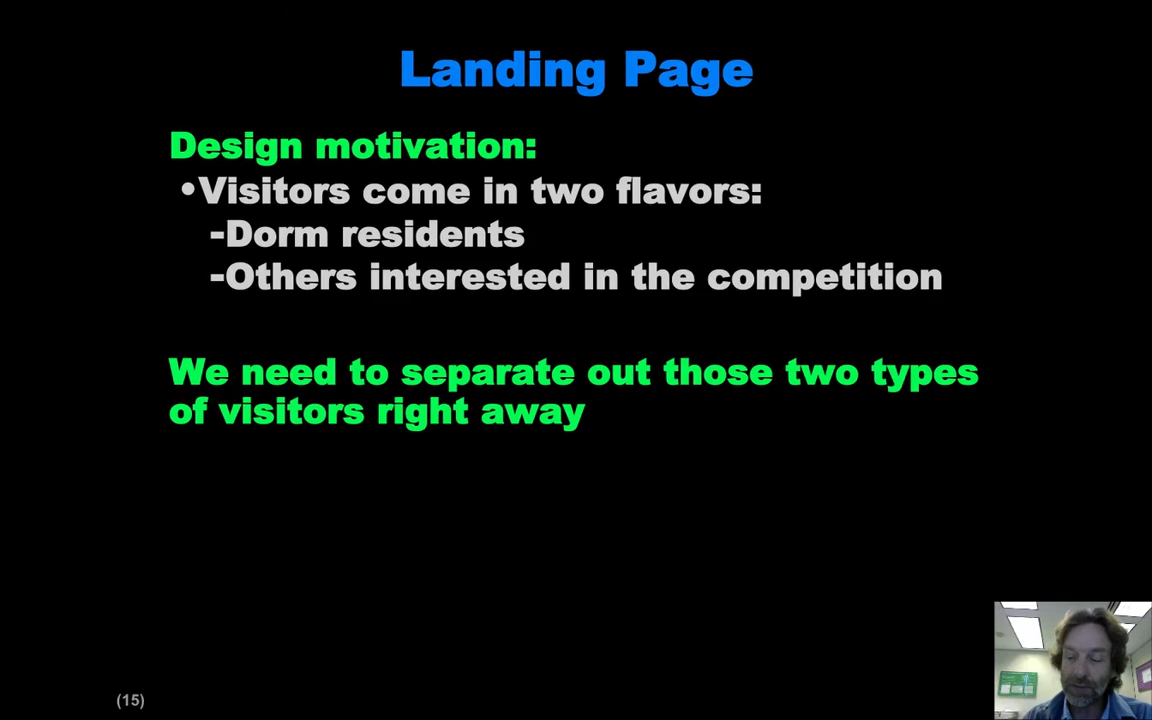 Landing Page
Design motivation:
•Visitors come in two flavors:
-Dorm residents
-Others interested in the competition
We need to separate out those two types
of visitors right away
(15)